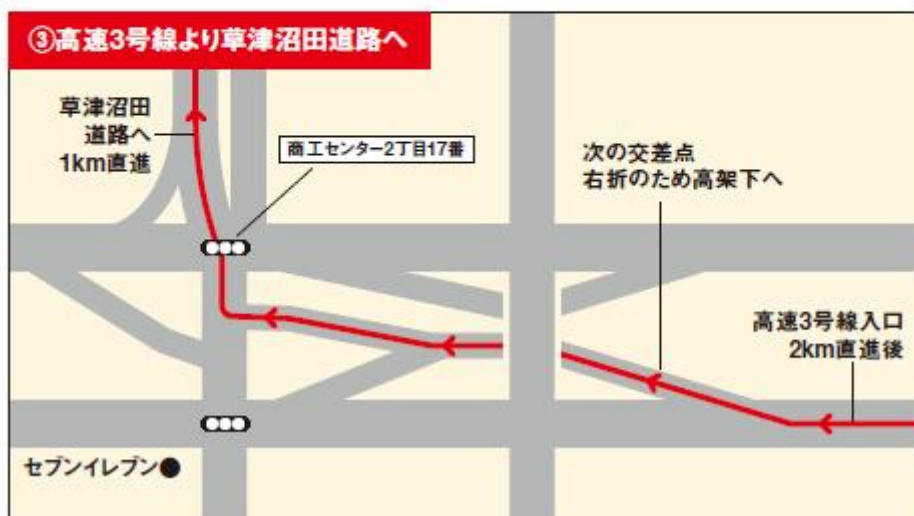 ③高速3号線より草津沼田道路へ
草津沼田
道路へ
1km直進
商工センター2丁目17番
次の交差点
右折のため高架下へ
高速3号線入口
2km直進後
セブンイレブン●